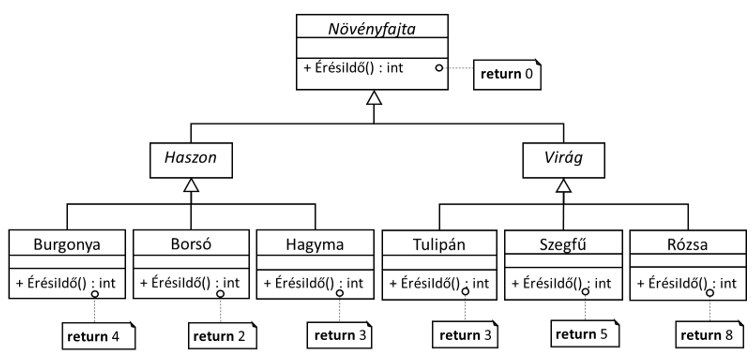 Növényfajta
+ ÉrésiIdő() : int
return 0
Haszon
Virág
Burgonya
Borsó
Hagyma
Tulipán
Szegfű
Rózsa
+ ÉrésiIdő() : int
+ ÉrésiIdő() : int
+ ÉrésiIdő() : int
+ ÉrésiIdő() : int
+ ÉrésiIdő() : int
+ ÉrésiIdő() : int
return 4
return 2
return 3
return 3
return 5
return 8